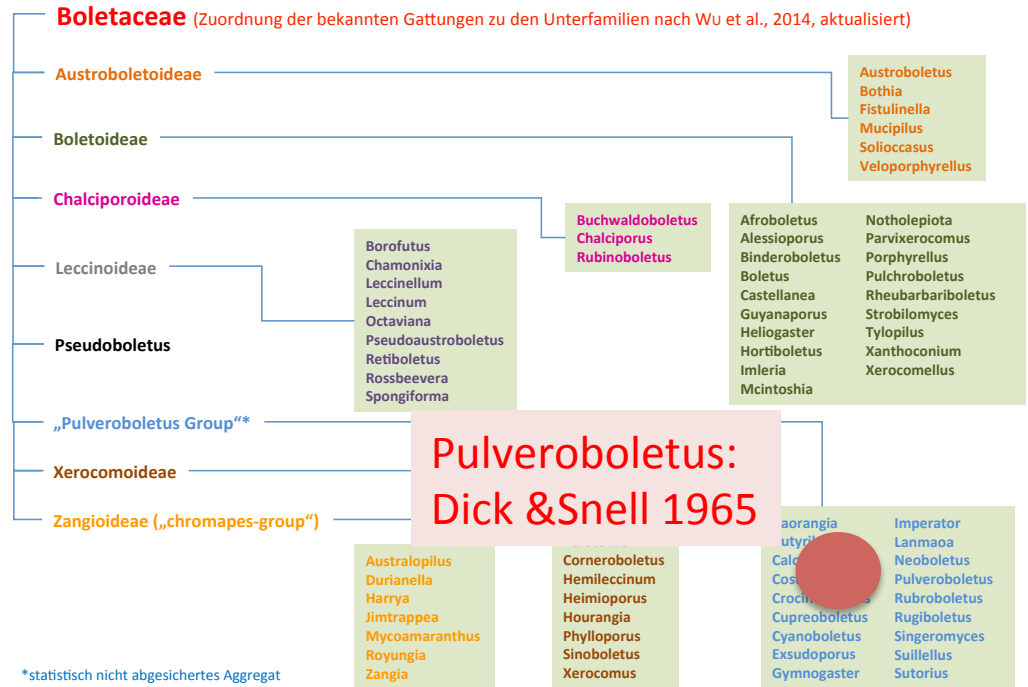 Boletaceae (Zuordnung der bekannten Gattungen zu den Unterfamilien nach Wu et al., 2014, aktualisiert)
Austroboletoideae
Austroboletus
Bothia
Fistulinella
Mucipilus
Solioccasus
Veloporphyrellus
Boletoideae
Chalciporoideae
Buchwaldoboletus
Chalciporus
Rubinoboletus
Afroboletus
Alessioporus
Binderoboletus
Boletus
Castellanea
Guyanaporus
Heliogaster
Hortiboletus
Imleria
Mcintoshia
Notholepiota
Parvixerocomus
Porphyrellus
Pulchroboletus
Rheubarbariboletus
Strobilomyces
Tylopilus
Xanthoconium
Xerocomellus
Leccinoideae
Borofutus
Chamonixia
Leccinellum
Leccinum
Octaviana
Pseudoaustroboletus
Retiboletus
Rossbeevera
Spongiforma
Pseudoboletus
„Pulveroboletus Group“*
Xerocomoideae
Zangioideae („chromapes-group“)
Pulveroboletus:
Dick &Snell 1965
Australopilus
Durianella
Harrya
Jimtrappea
Mycoamaranthus
Royungia
Zangia
Corneroboletus
Hemileccinum
Heimioporus
Hourangia
Phylloporus
Sinoboletus
Xerocomus
Cupreoboletus
Cyanoboletus
Exsudoporus
Gymnogaster
Imperator
Lanmaoa
Neoboletus
Pulveroboletus
Rubroboletus
Rugiboletus
Singeromyces
Suillellus
Sutorius
*statistisch nicht abgesichertes Aggregat